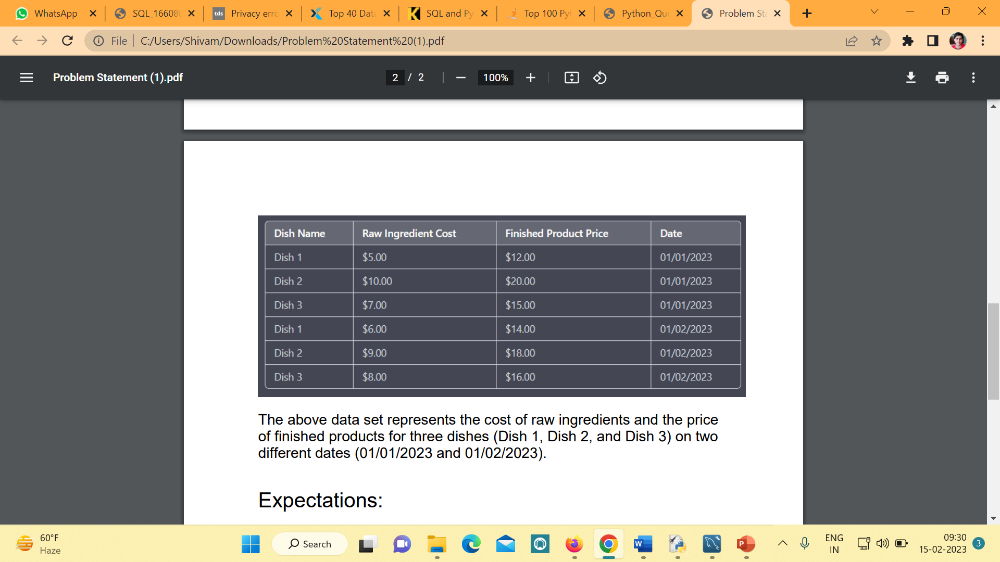 WhatsApp
SQL_16608
tds Privacy erro
Top 40 Data
SQL and Py
Top 100 Pyt
Python_Que
Problem Sta
File C:/Users/Shivam/Downloads/Problem%20Statement%20(1).pdf
Problem Statement (1).pdf
2 / 2
100%
Dish Name Raw Ingredient Cost Finished Product Price Date
Dish 1 $5.00 $12.00 01/01/2023
Dish 2 $10.00 $20.00 01/01/2023
Dish 3 $7.00 $15.00 01/01/2023
Dish 1 $6.00 $14.00 01/02/2023
Dish 2 $9.00 $18.00 01/02/2023
Dish 3 $8.00 $16.00 01/02/2023
The above data set represents the cost of raw ingredients and the price
of finished products for three dishes (Dish 1, Dish 2, and Dish 3) on two
different dates (01/01/2023 and 01/02/2023).
Expectations:
60°F
Haze
Search
W
P
ENG
IN
09:30
15-02-2023
3